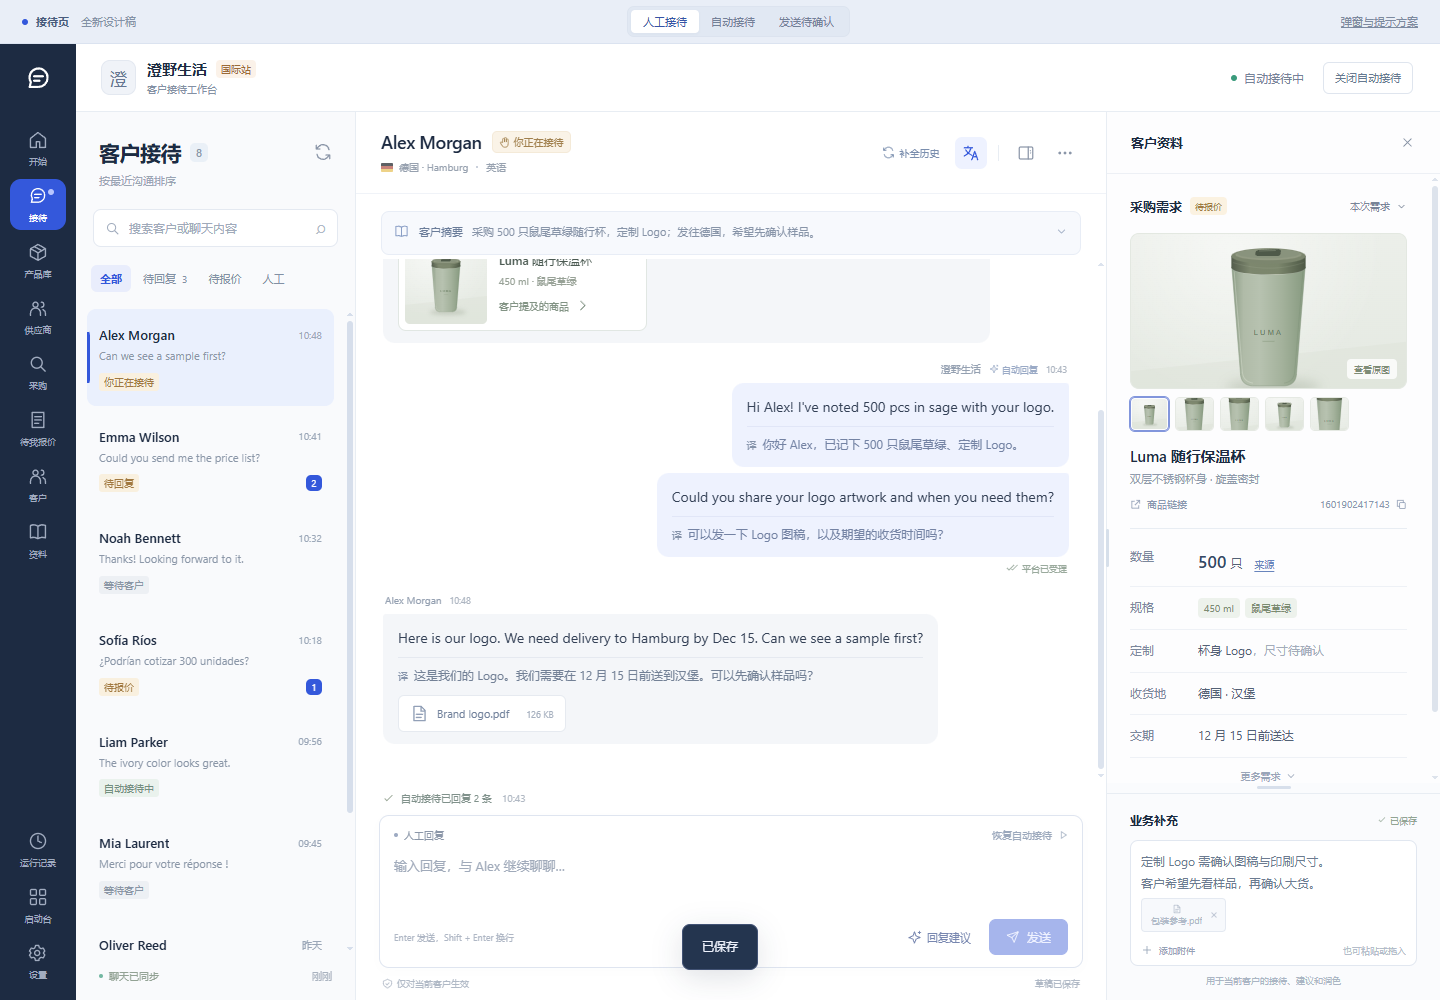 接待页 全新设计稿
人工接待 自动接待 发送待确认
弹窗与提示方案
澄
澄野生活 国际站
客户接待工作台
自动接待中
关闭自动接待
开始
接待
产品库
供应商
采购
待我报价
客户
资料
运行记录
启动台
设置
客户接待 8
按最近沟通排序
搜索客户或聊天内容
全部 待回复 3 待报价 人工
Alex Morgan 10:48
Can we see a sample first?
你正在接待
Emma Wilson 10:41
Could you send me the price list?
待回复 2
Noah Bennett 10:32
Thanks! Looking forward to it.
等待客户
Sofía Ríos 10:18
¿Podrían cotizar 300 unidades?
待报价 1
Liam Parker 09:56
The ivory color looks great.
自动接待中
Mia Laurent 09:45
Merci pour votre réponse !
等待客户
Oliver Reed 昨天
聊天已同步 刚刚
Alex Morgan 你正在接待
德国 · Hamburg · 英语
补全历史
客户摘要 采购 500 只鼠尾草绿随行杯，定制 Logo；发往德国，希望先确认样品。
Luma 随行保温杯
450 ml · 鼠尾草绿
客户提及的商品
LUMA
澄野生活 自动回复 10:43
Hi Alex! I've noted 500 pcs in sage with your logo.
译 你好 Alex，已记下 500 只鼠尾草绿、定制 Logo。
Could you share your logo artwork and when you need them?
译 可以发一下 Logo 图稿，以及期望的收货时间吗？
平台已受理
Alex Morgan 10:48
Here is our logo. We need delivery to Hamburg by Dec 15. Can we see a sample first?
译 这是我们的 Logo。我们需要在 12 月 15 日前送到汉堡。可以先确认样品吗？
Brand logo.pdf 126 KB
自动接待已回复 2 条 10:43
人工回复 恢复自动接待
输入回复，与 Alex 继续聊聊...
Enter 发送，Shift + Enter 换行
回复建议 发送
已保存
仅对当前客户生效 草稿已保存
客户资料
采购需求 待报价 本次需求
LUMA
查看原图
Luma 随行保温杯
双层不锈钢杯身 · 旋盖密封
商品链接 1601902417143
数量 500 只 来源
规格 450 ml 鼠尾草绿
定制 杯身 Logo，尺寸待确认
收货地 德国 · 汉堡
交期 12 月 15 日前送达
更多需求
业务补充 已保存
定制 Logo 需确认图稿与印刷尺寸。
客户希望先看样品，再确认大货。
包装参考.pdf
添加附件 也可粘贴或拖入
用于当前客户的接待、建议和润色